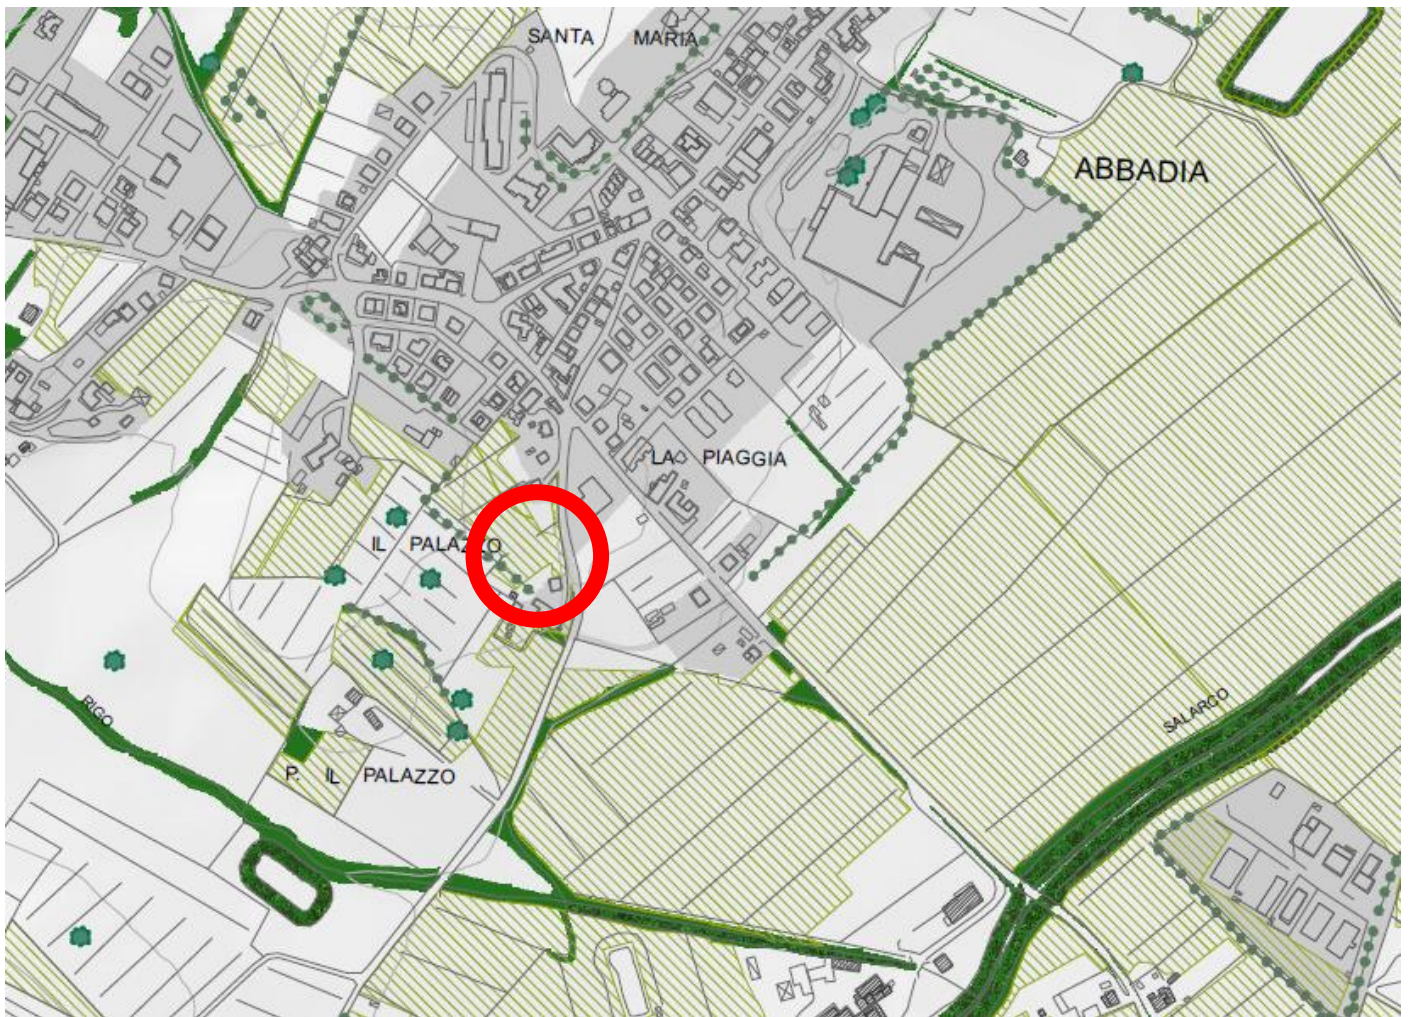 SANTA MARIA
ABBADIA
LA PIAGGIA
IL PALAZZO
RIGO
SALARCO
P. IL PALAZZO